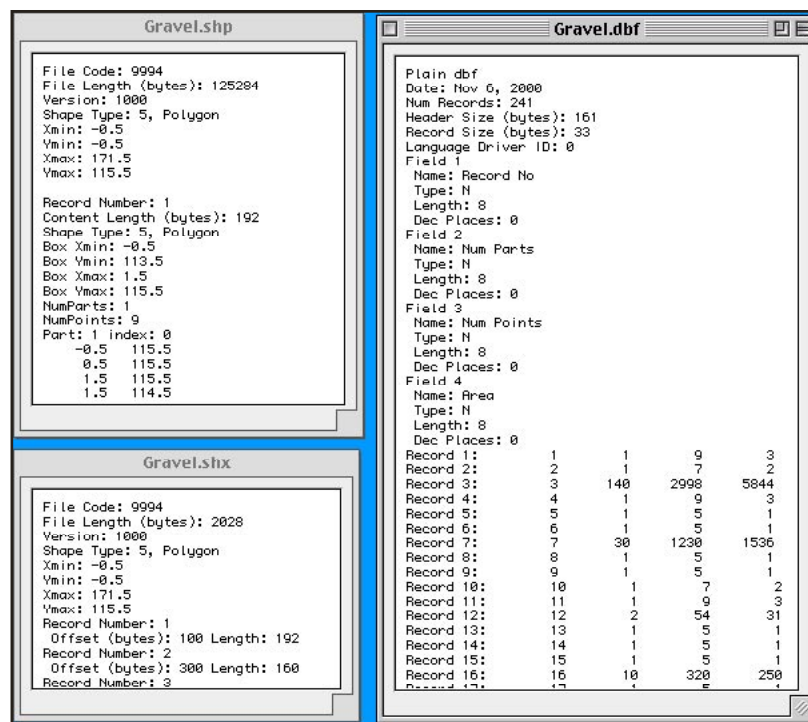 Gravel.shp
File Code: 9994
File Length (bytes): 125284
Version: 1000
Shape Type: 5, Polygon
Xmin: -0.5
Ymin: -0.5
Xmax: 171.5
Ymax: 115.5
Record Number: 1
Content Length (bytes): 192
Shape Type: 5, Polygon
Box Xmin: -0.5
Box Ymin: 113.5
Box Xmax: 1.5
Box Ymax: 115.5
NumParts: 1
NumPoints: 9
Part: 1 index: 0
-0.5 115.5
0.5 115.5
1.5 115.5
1.5 114.5
Gravel.shx
File Code: 9994
File Length (bytes): 2028
Version: 1000
Shape Type: 5, Polygon
Xmin: -0.5
Ymin: -0.5
Xmax: 171.5
Ymax: 115.5
Record Number: 1
Offset (bytes): 100 Length: 192
Record Number: 2
Offset (bytes): 300 Length: 160
Record Number: 3
Gravel.dbf
Plain dbf
Date: Nov 6, 2000
Num Records: 241
Header Size (bytes): 161
Record Size (bytes): 33
Language Driver ID: 0
Field 1
Name: Record No
Type: N
Length: 8
Dec Places: 0
Field 2
Name: Num Parts
Type: N
Length: 8
Dec Places: 0
Field 3
Name: Num Points
Type: N
Length: 8
Dec Places: 0
Field 4
Name: Area
Type: N
Length: 8
Dec Places: 0
Record 1: 1 1 9 3
Record 2: 2 1 7 2
Record 3: 3 140 2998 5844
Record 4: 4 1 9 3
Record 5: 5 1 5 1
Record 6: 6 1 5 1
Record 7: 7 30 1230 1536
Record 8: 8 1 5 1
Record 9: 9 1 5 1
Record 10: 10 1 7 2
Record 11: 11 1 9 3
Record 12: 12 2 54 31
Record 13: 13 1 5 1
Record 14: 14 1 5 1
Record 15: 15 1 5 1
Record 16: 16 10 320 250